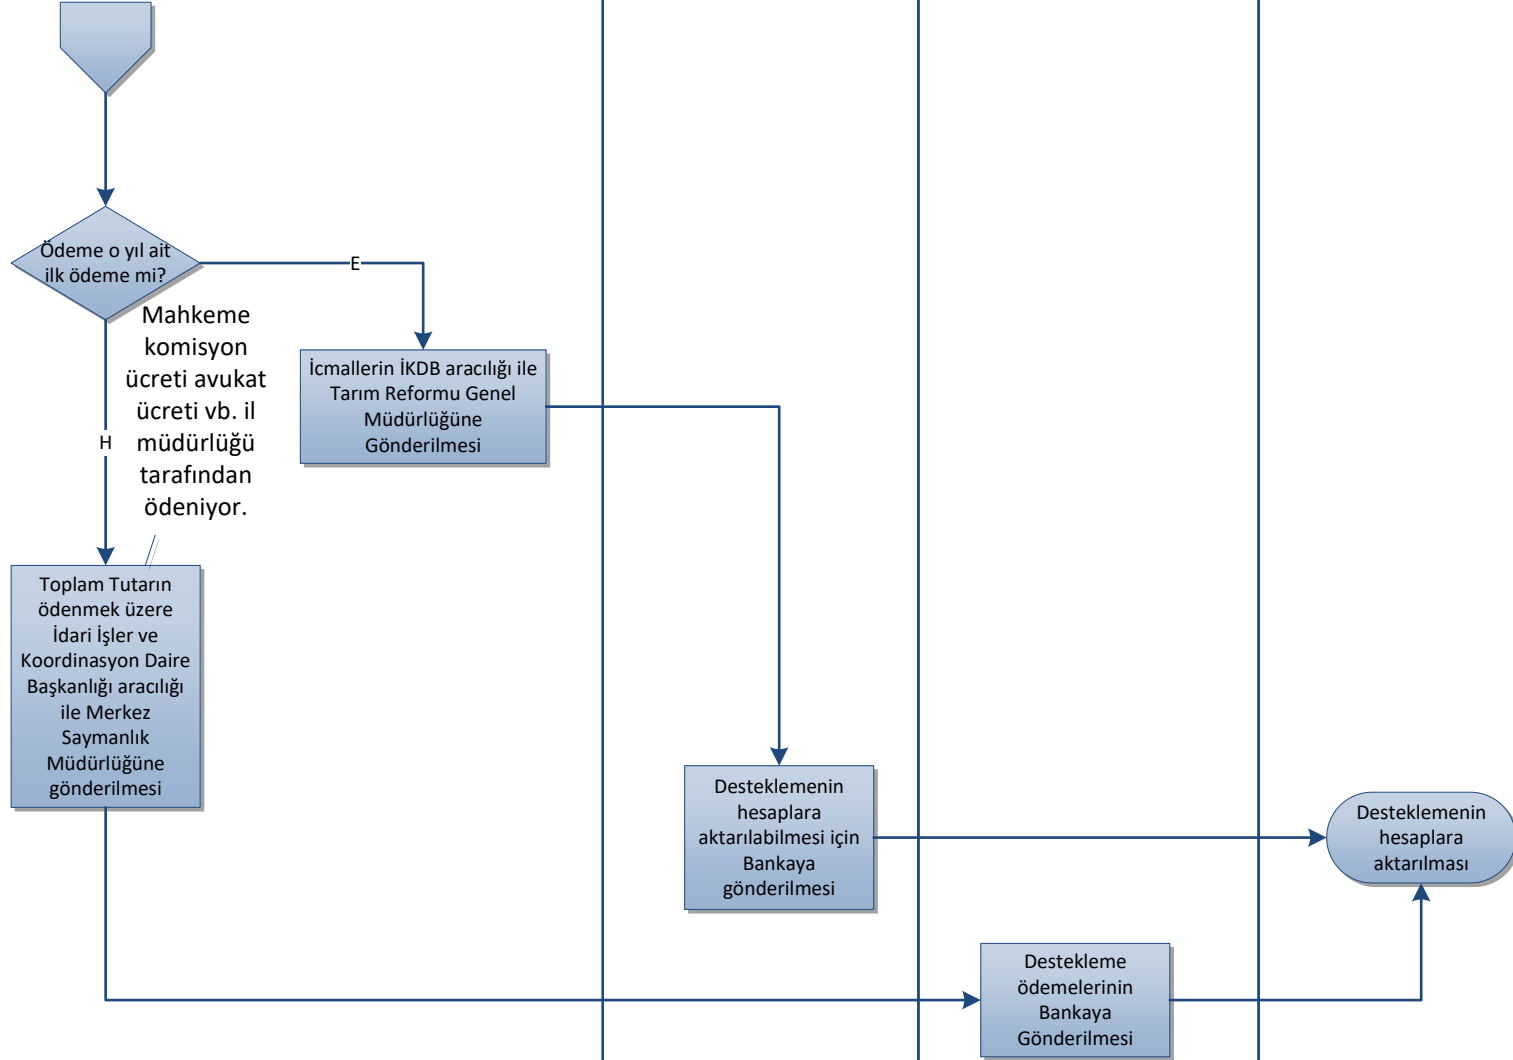 Ödeme o yıl ait
ilk ödeme mi?
E
Mahkeme
komisyon
ücreti avukat
ücreti vb. il
müdürlüğü
tarafından
ödeniyor.
H
İcmallerin İKDB aracılığı ile
Tarım Reformu Genel
Müdürlüğüne
Gönderilmesi
Toplam Tutarın
ödenmek üzere
İdari İşler ve
Koordinasyon Daire
Başkanlığı aracılığı
ile Merkez
Saymanlık
Müdürlüğüne
gönderilmesi
Desteklemenin
hesaplara
aktarılabilmesi için
Bankaya
gönderilmesi
Desteklemenin
hesaplara
aktarılması
Destekleme
ödemelerinin
Bankaya
Gönderilmesi